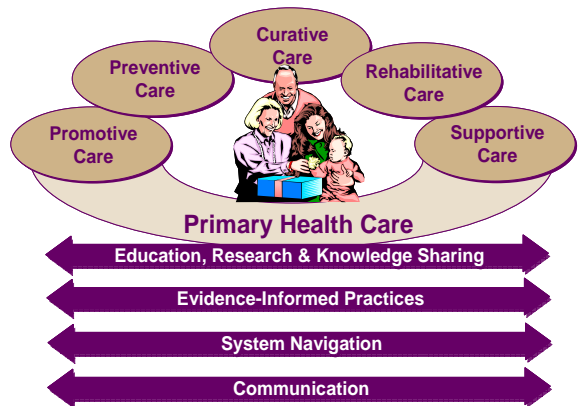 Curative
Care
Preventive
Care
Rehabilitative
Care
Promotive
Care
Supportive
Care
Primary Health Care
Education, Research & Knowledge Sharing
Evidence-Informed Practices
System Navigation
Communication